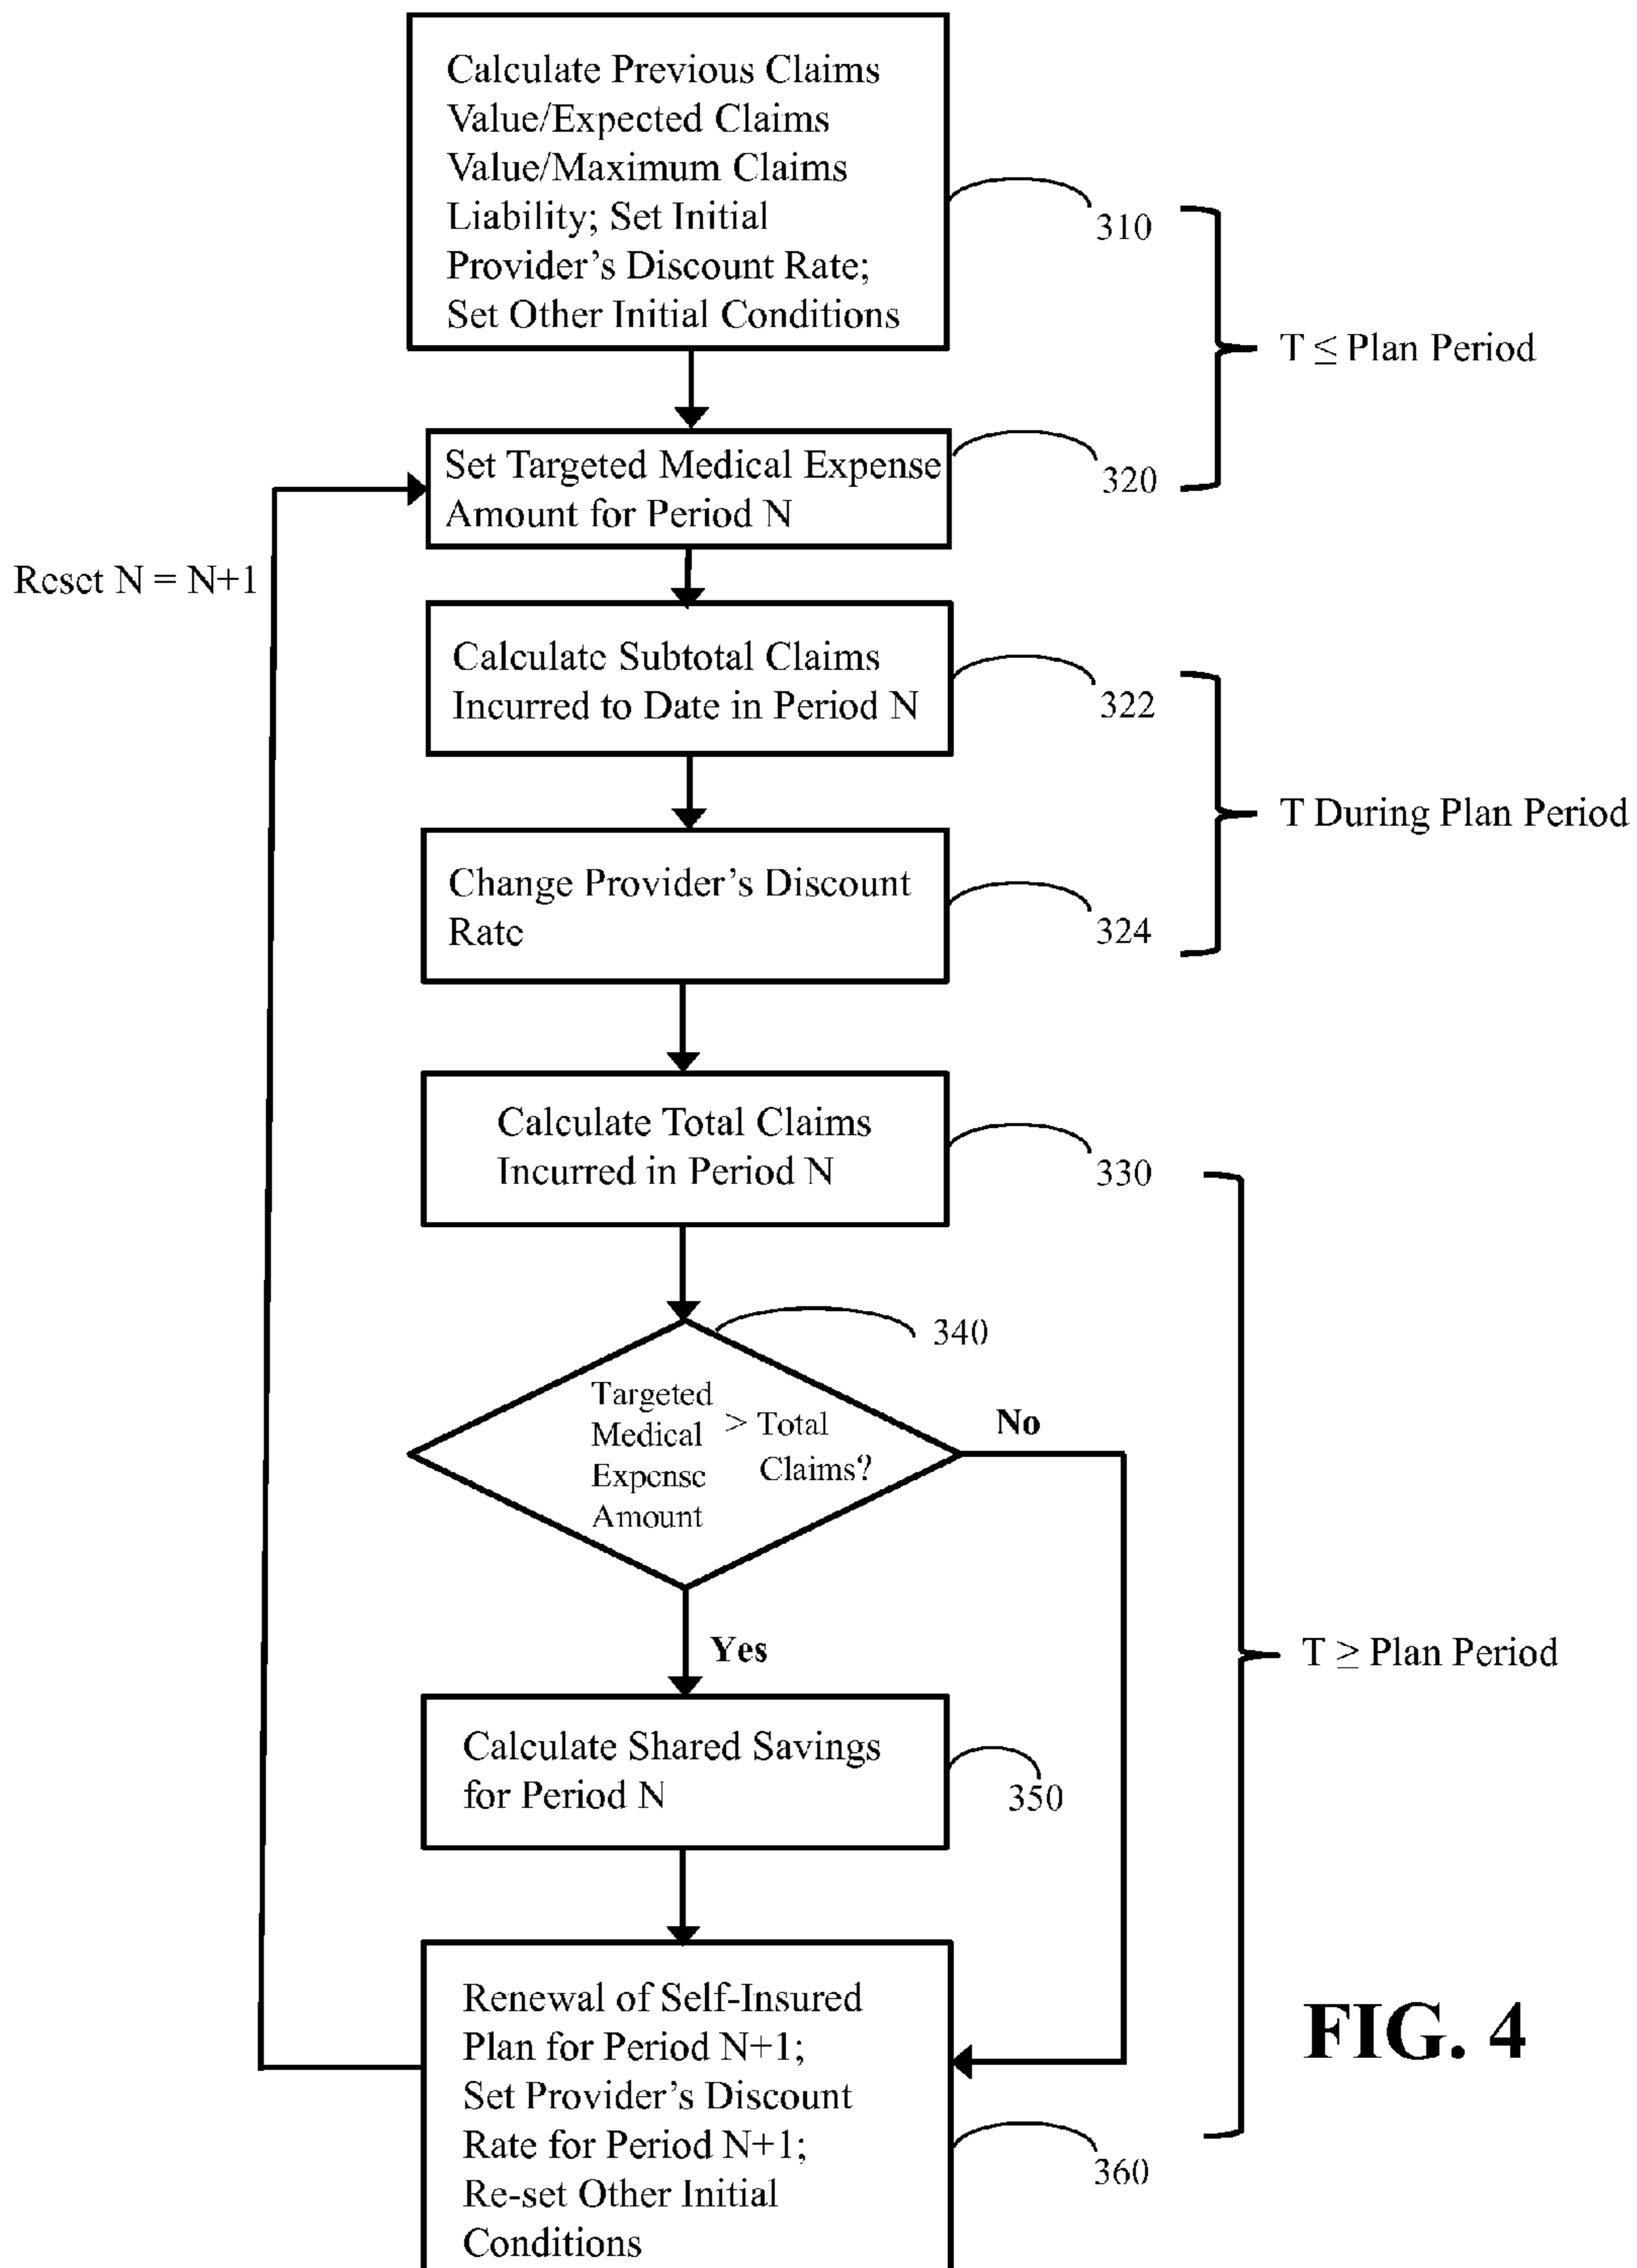 Calculate Previous Claims
Value/Expected Claims
Value/Maximum Claims
Liability; Set Initial
Provider's Discount Rate;
Set Other Initial Conditions
310
T ≤ Plan Period
Set Targeted Medical Expense
Amount for Period N
320
Reset N = N+1
Calculate Subtotal Claims
Incurred to Date in Period N
322
T During Plan Period
Change Provider's Discount
Rate
324
Calculate Total Claims
Incurred in Period N
330
340
Targeted
Medical
Expense
Amount
> Total
Claims?
No
Yes
T ≥ Plan Period
Calculate Shared Savings
for Period N
350
Renewal of Self-Insured
Plan for Period N+1;
Set Provider's Discount
Rate for Period N+1;
Re-set Other Initial
Conditions
360
FIG. 4